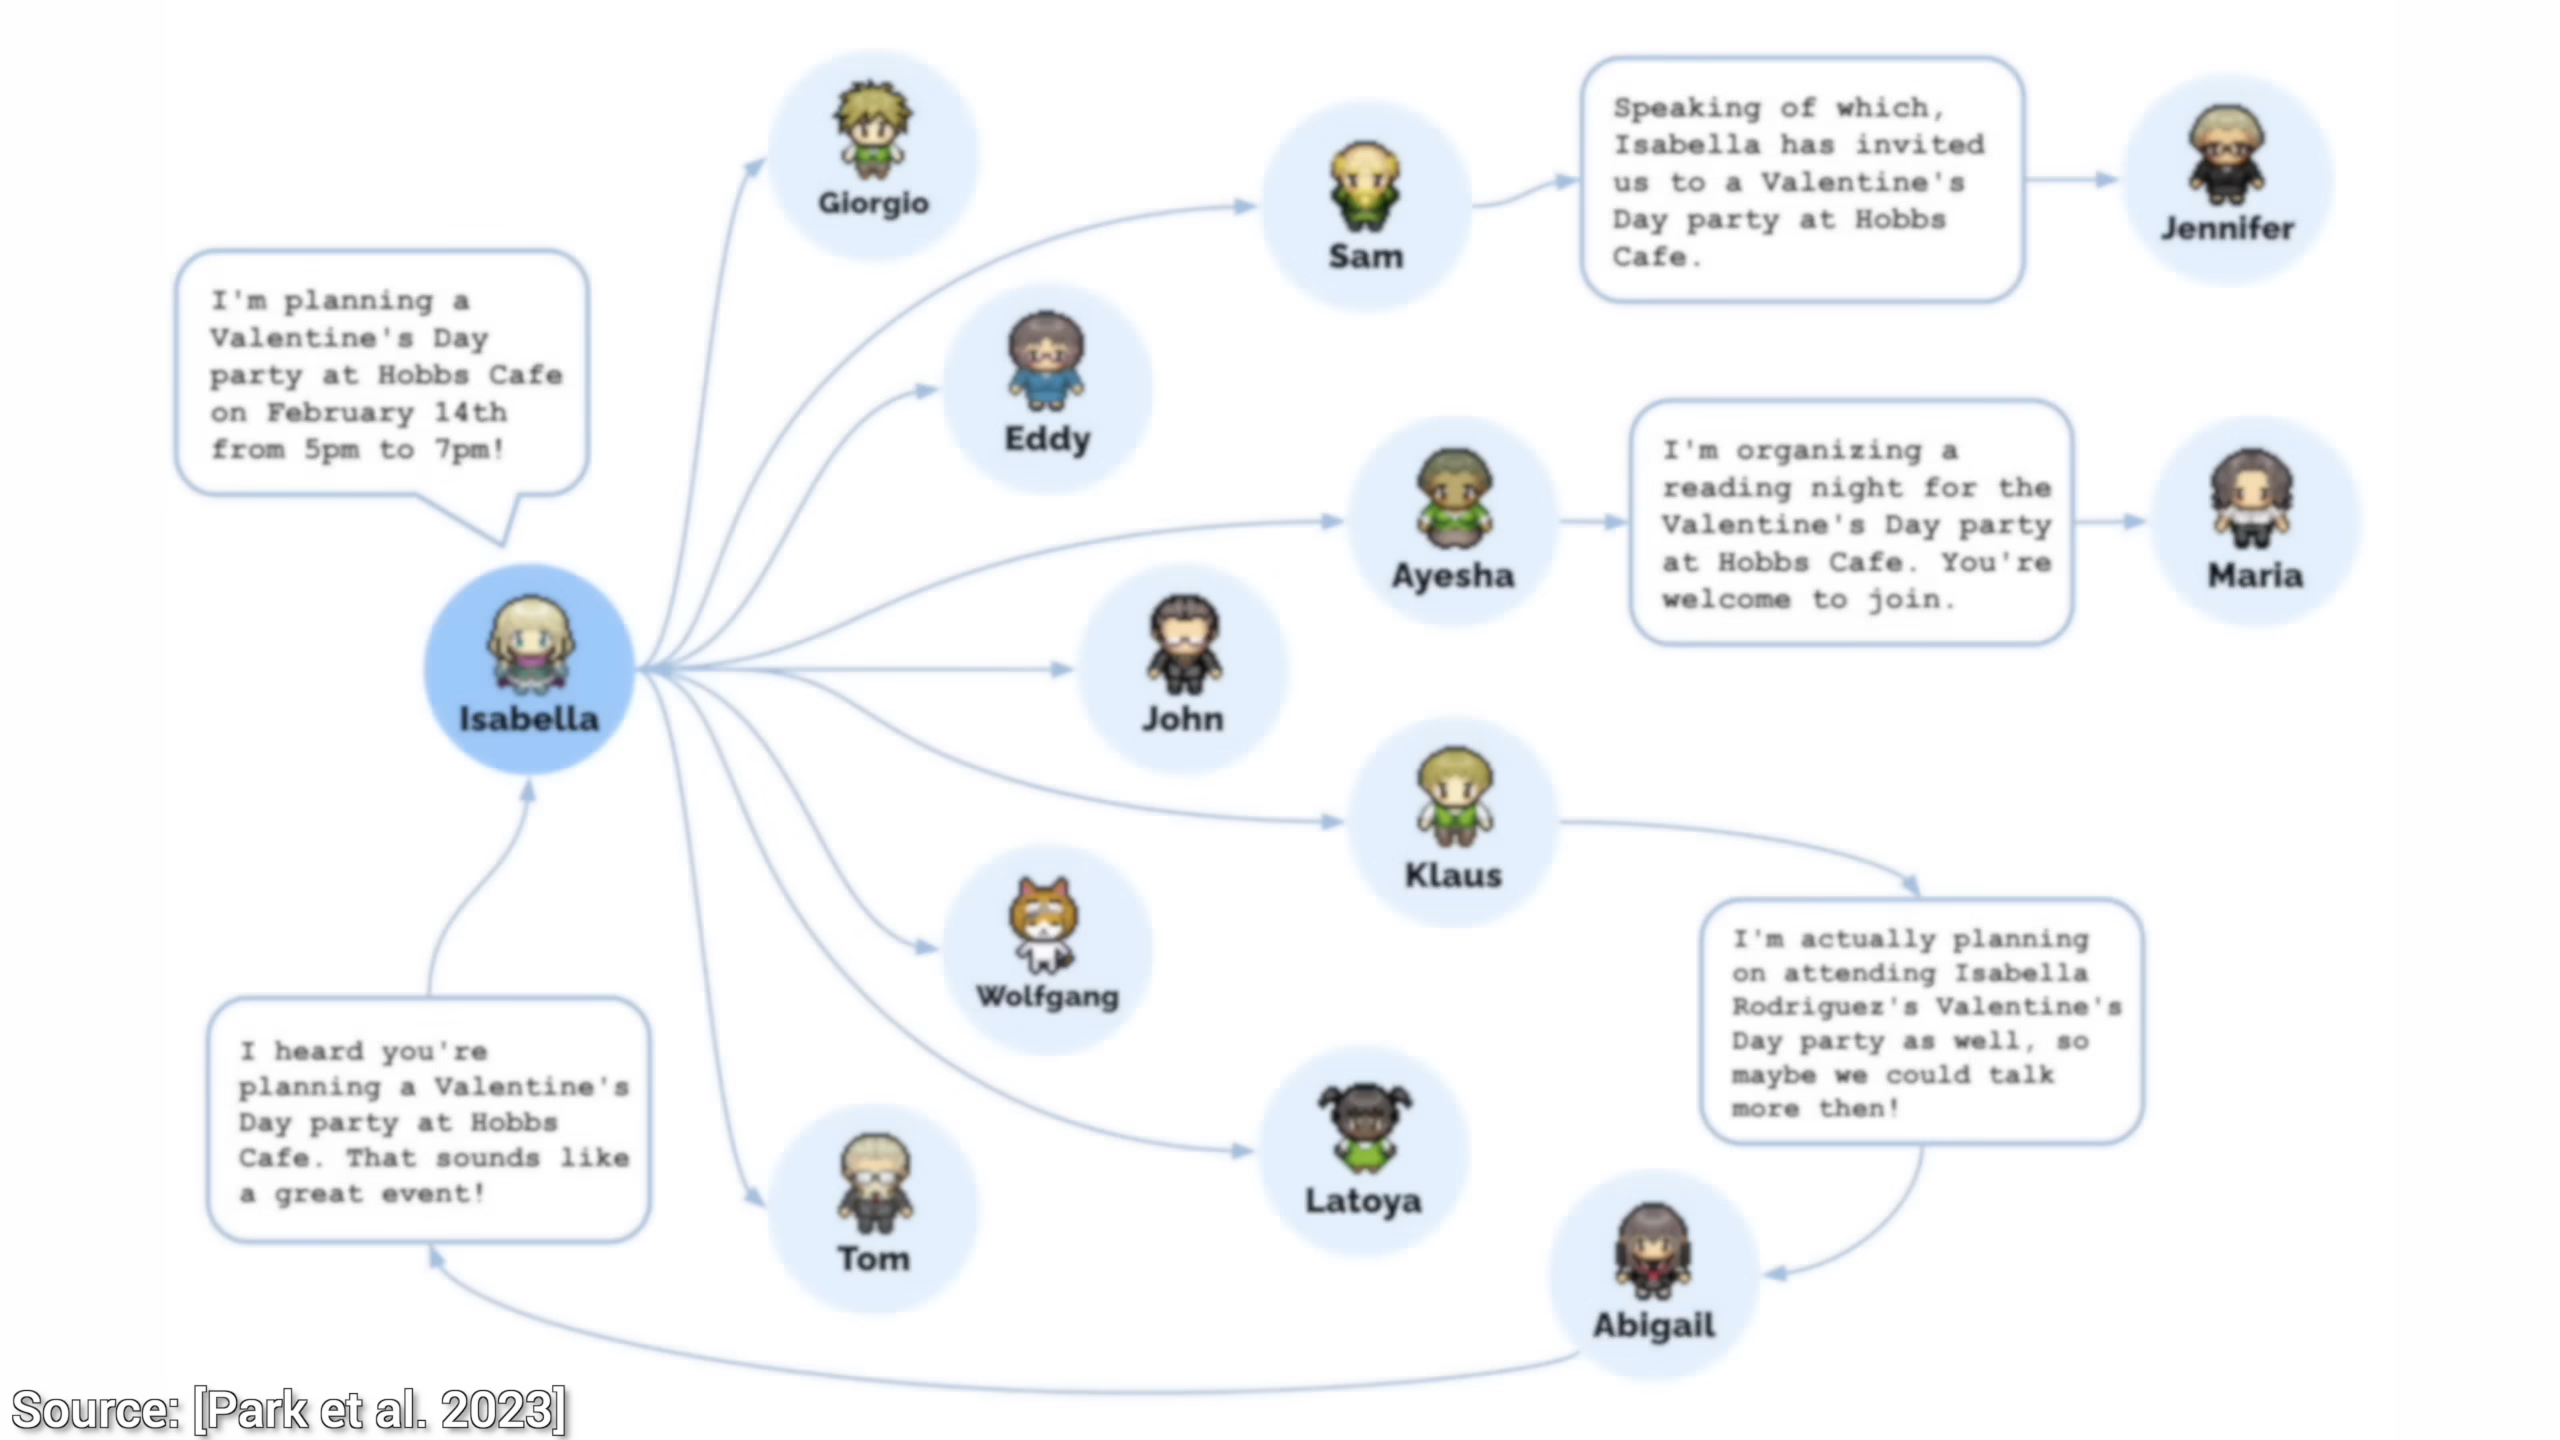 Giorgio
Sam
Speaking of which,
Isabella has invited
us to a Valentine's
Day party at Hobbs
Cafe.
Jennifer
I'm planning a
Valentine's Day
party at Hobbs Cafe
on February 14th
from 5pm to 7pm!
Eddy
Ayesha
I'm organizing a
reading night for the
Valentine's Day party
at Hobbs Cafe. You're
welcome to join.
Maria
Isabella
John
Klaus
Wolfgang
I'm actually planning
on attending Isabella
Rodriguez's Valentine's
Day party as well, so
maybe we could talk
more then!
I heard you're
planning a Valentine's
Day party at Hobbs
Cafe. That sounds like
a great event!
Latoya
Tom
Abigail
Source: [Park et al. 2023]